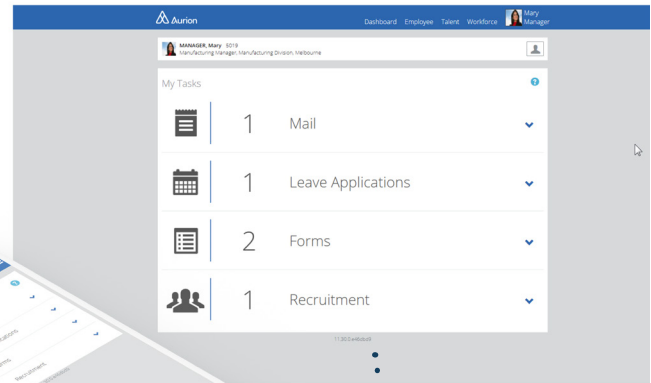 Aurion
Dashboard Employee Talent Workforce Mary Manager
MANAGER, Mary 5019
Manufacturing Manager, Manufacturing Division, Melbourne
My Tasks
?
1 Mail
1 Leave Applications
2 Forms
1 Recruitment
Recruitment